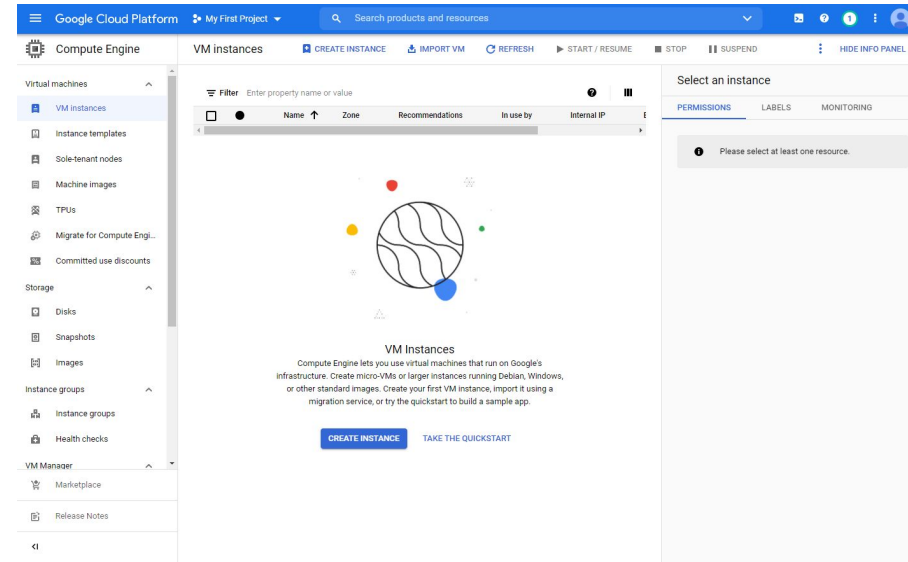 Google Cloud Platform My First Project Search products and resources 1
Compute Engine VM instances CREATE INSTANCE IMPORT VM REFRESH START / RESUME STOP SUSPEND HIDE INFO PANEL
Virtual machines
VM instances
Instance templates
Sole-tenant nodes
Machine images
TPUs
Migrate for Compute Engi...
Committed use discounts
Storage
Disks
Snapshots
Images
Instance groups
Instance groups
Health checks
VM Manager
Marketplace
Release Notes
Filter Enter property name or value
Name Zone Recommendations In use by Internal IP E
VM Instances
Compute Engine lets you use virtual machines that run on Google's
infrastructure. Create micro-VMs or larger instances running Debian, Windows,
or other standard images. Create your first VM instance, import it using a
migration service, or try the quickstart to build a sample app.
CREATE INSTANCE TAKE THE QUICKSTART
Select an instance
PERMISSIONS LABELS MONITORING
Please select at least one resource.